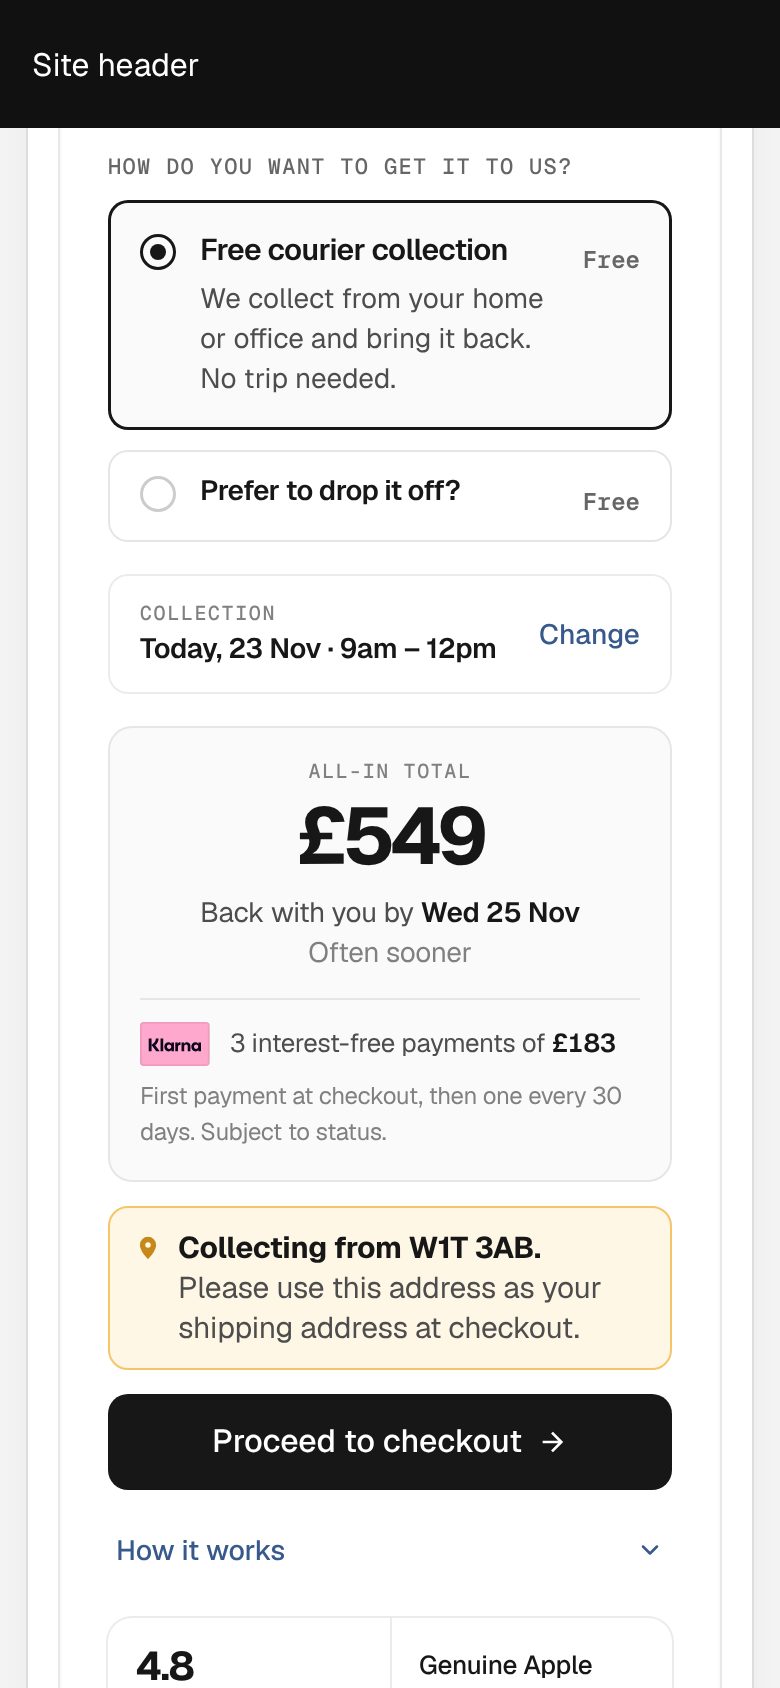 Site header
HOW DO YOU WANT TO GET IT TO US?
Free courier collection
Free
We collect from your home
or office and bring it back.
No trip needed.
Prefer to drop it off?
Free
COLLECTION
Today, 23 Nov · 9am – 12pm
Change
ALL-IN TOTAL
£549
Back with you by Wed 25 Nov
Often sooner
Klarna 3 interest-free payments of £183
First payment at checkout, then one every 30
days. Subject to status.
Collecting from W1T 3AB.
Please use this address as your
shipping address at checkout.
Proceed to checkout →
How it works
4.8
Genuine Apple